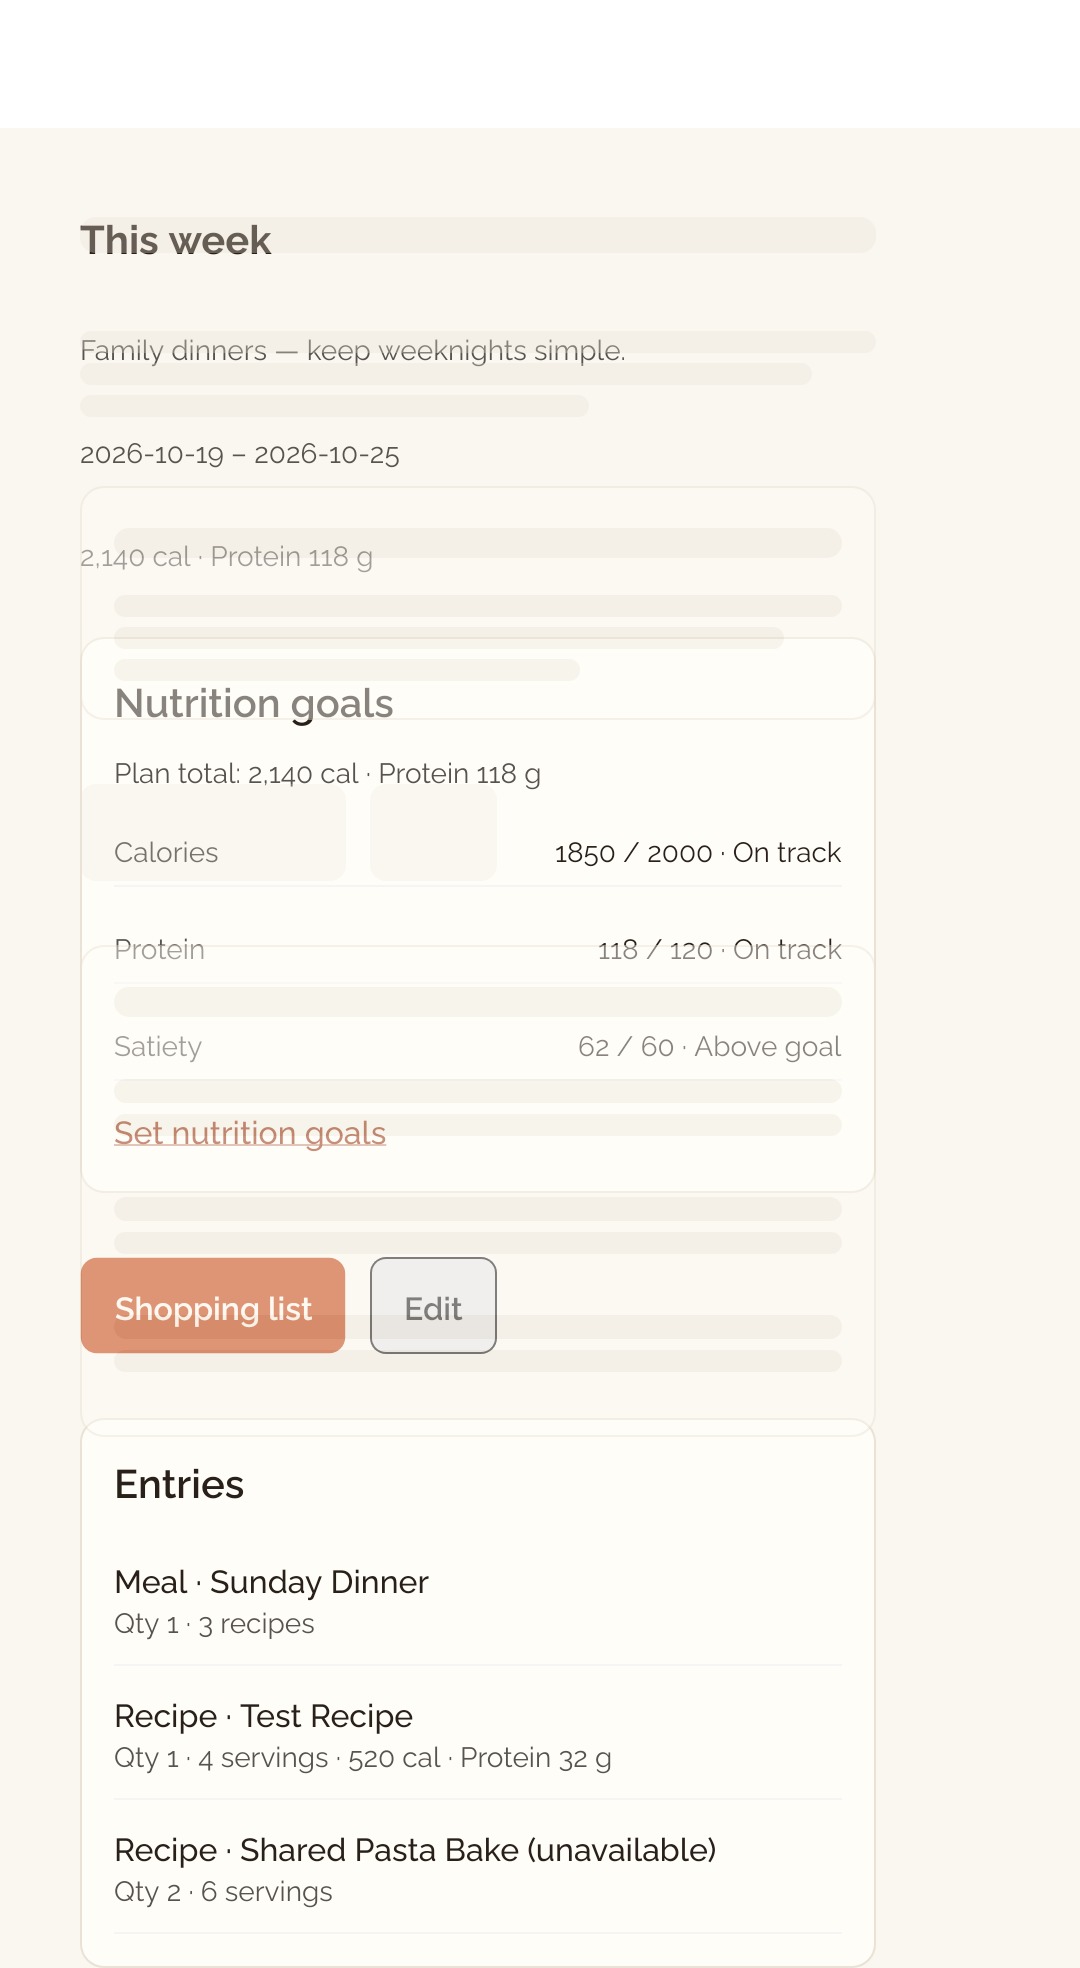 This week
Family dinners — keep weeknights simple.
2026-10-19 – 2026-10-25
2,140 cal · Protein 118 g
Nutrition goals
Plan total: 2,140 cal · Protein 118 g
Calories 1850 / 2000 · On track
Protein 118 / 120 · On track
Satiety 62 / 60 · Above goal
Set nutrition goals
Shopping list Edit
Entries
Meal · Sunday Dinner
Qty 1 · 3 recipes
Recipe · Test Recipe
Qty 1 · 4 servings · 520 cal · Protein 32 g
Recipe · Shared Pasta Bake (unavailable)
Qty 2 · 6 servings